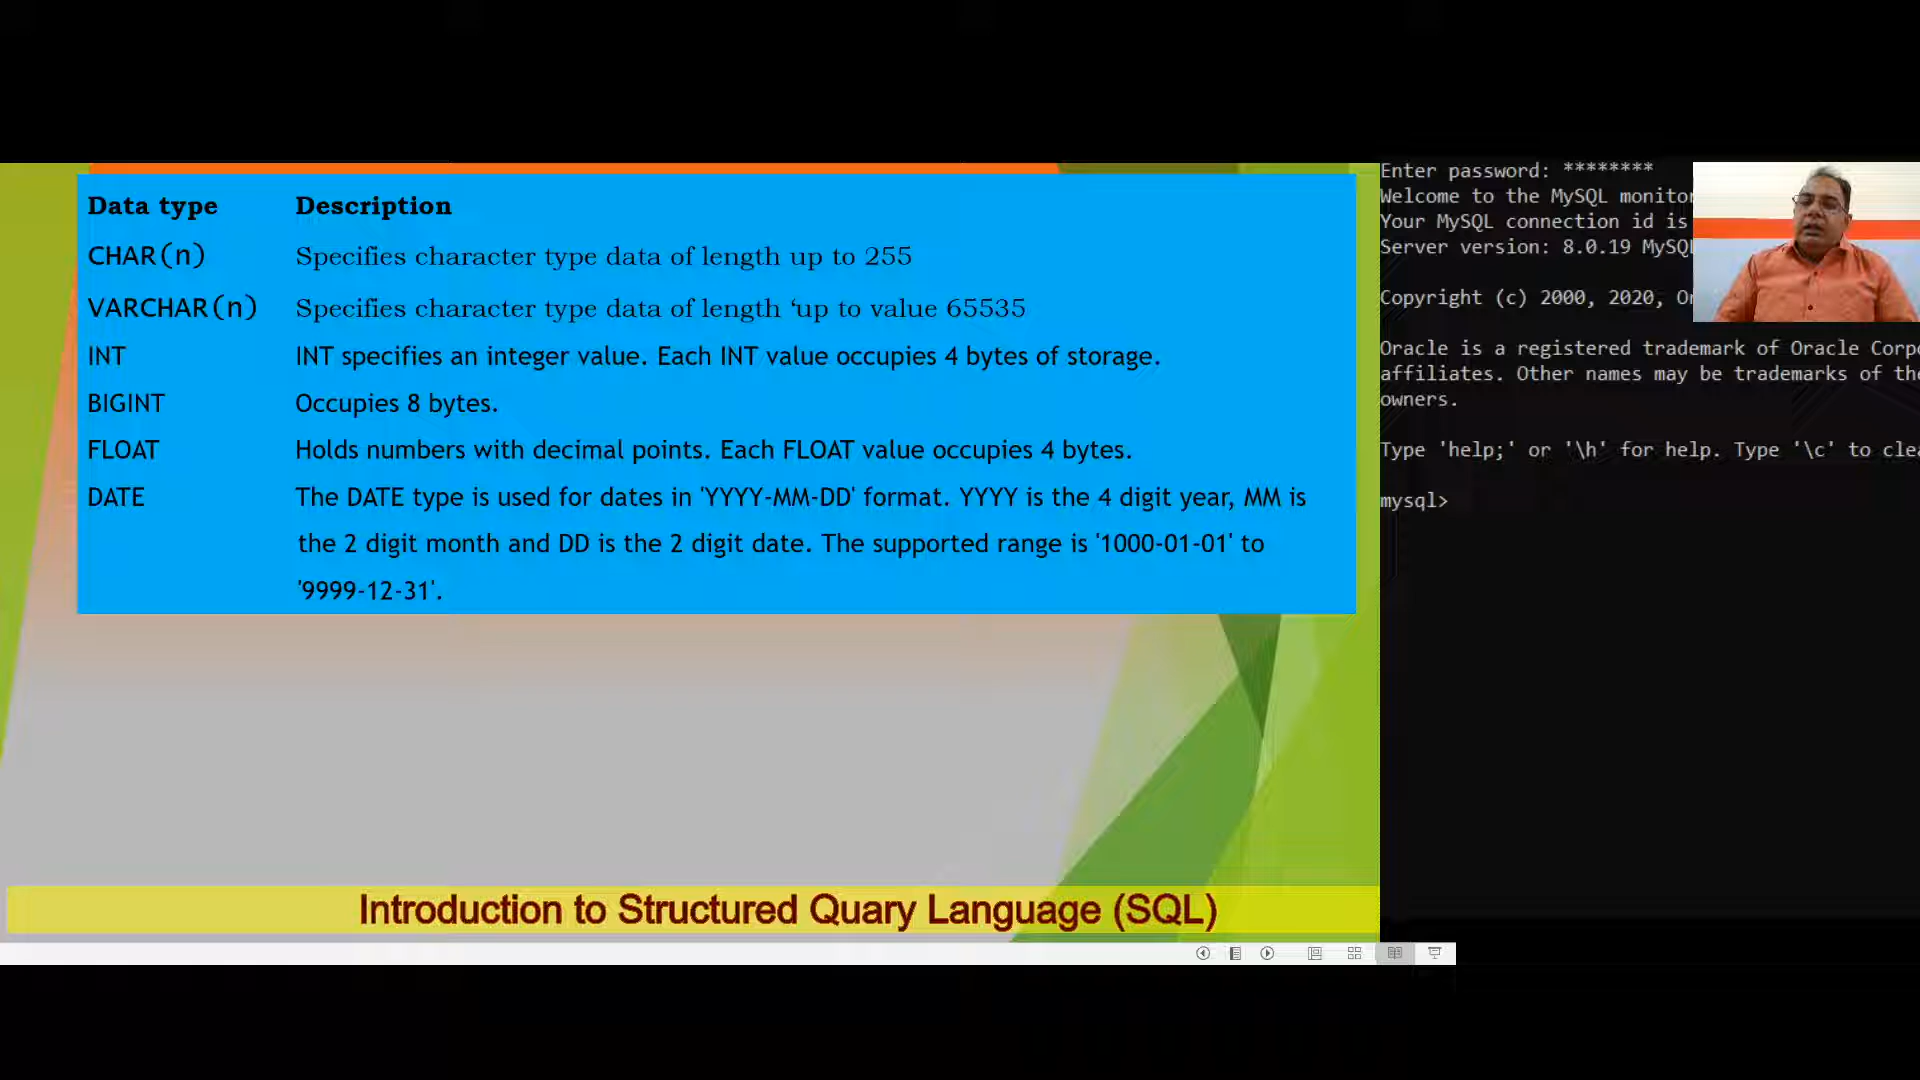 Data type Description
CHAR(n) Specifies character type data of length up to 255
VARCHAR(n) Specifies character type data of length ‘up to value 65535
INT INT specifies an integer value. Each INT value occupies 4 bytes of storage.
BIGINT Occupies 8 bytes.
FLOAT Holds numbers with decimal points. Each FLOAT value occupies 4 bytes.
DATE The DATE type is used for dates in 'YYYY-MM-DD' format. YYYY is the 4 digit year, MM is
the 2 digit month and DD is the 2 digit date. The supported range is '1000-01-01' to
'9999-12-31'.
Introduction to Structured Quary Language (SQL)
Enter password: ********
Welcome to the MySQL monitor
Your MySQL connection id is
Server version: 8.0.19 MySQL
Copyright (c) 2000, 2020, Or
Oracle is a registered trademark of Oracle Corpo
affiliates. Other names may be trademarks of the
owners.
Type 'help;' or '\h' for help. Type '\c' to clea
mysql>